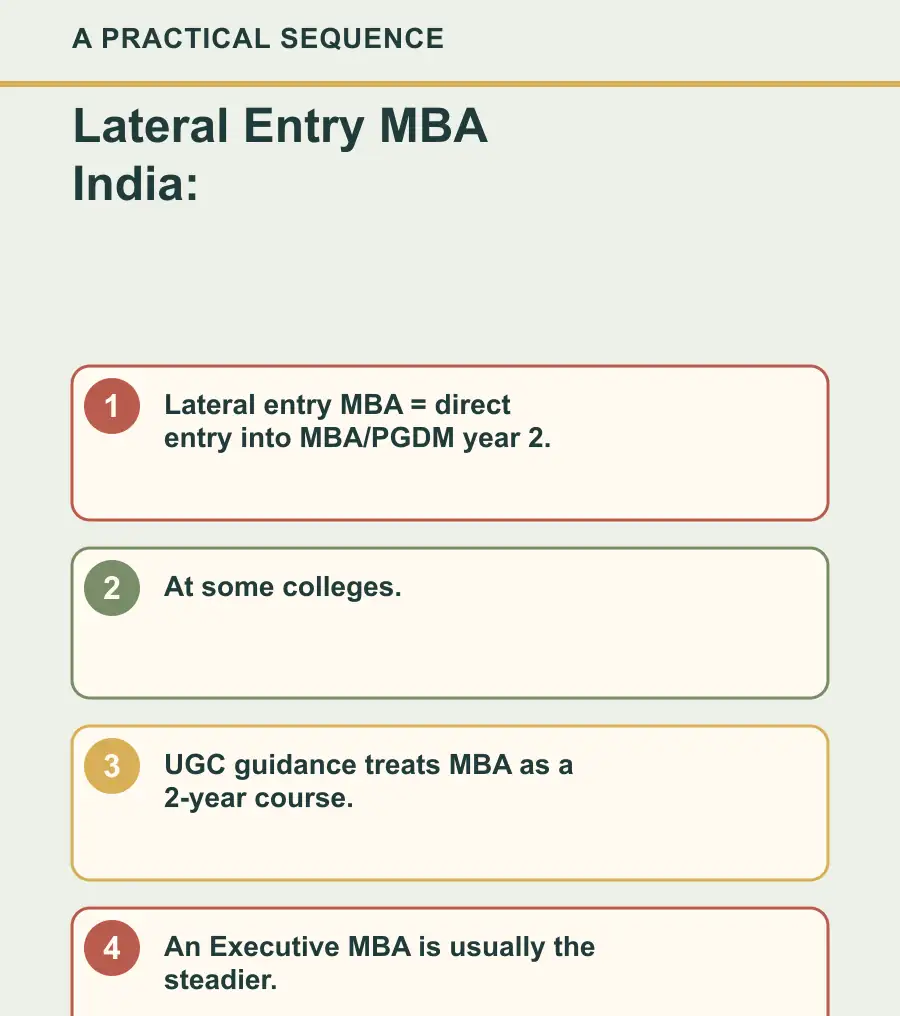 A PRACTICAL SEQUENCE
Lateral Entry MBA
India:
1
Lateral entry MBA = direct
entry into MBA/PGDM year 2.
2
At some colleges.
3
UGC guidance treats MBA as a
2-year course.
4
An Executive MBA is usually the
steadier.